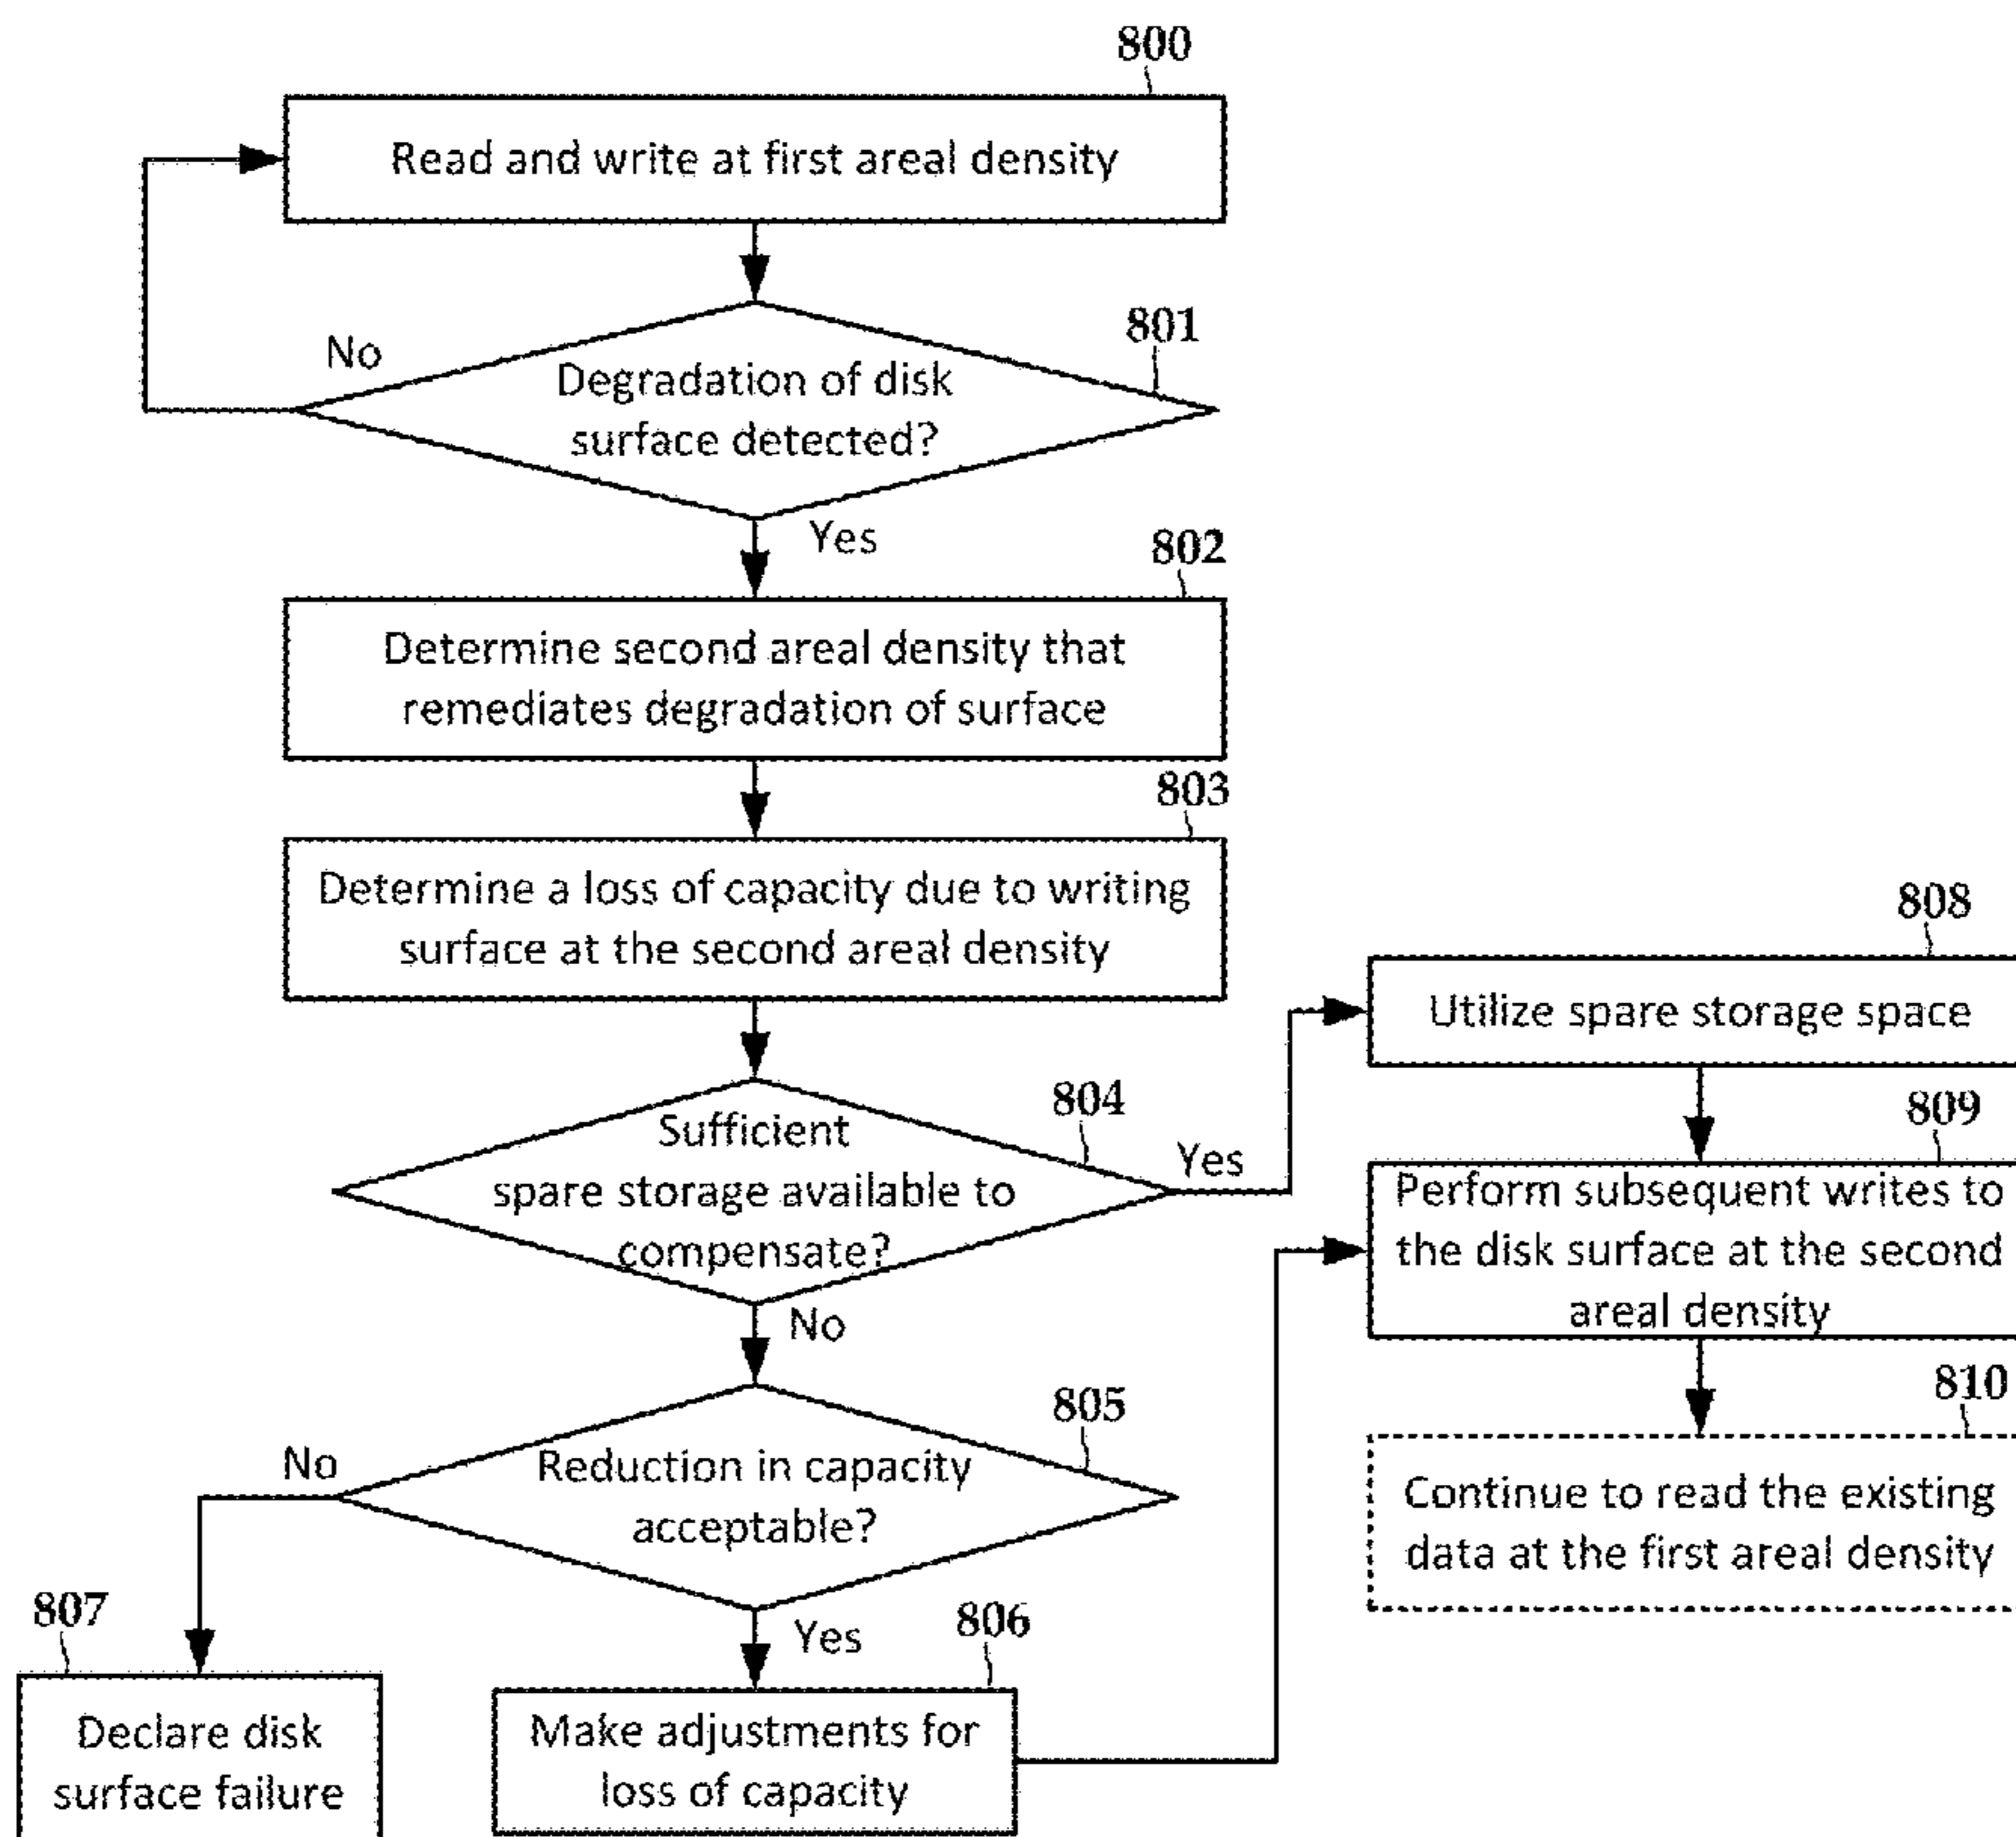 800
Read and write at first areal density
801
No
Degradation of disk
surface detected?
Yes
802
Determine second areal density that
remediates degradation of surface
803
Determine a loss of capacity due to writing
surface at the second areal density
804
Sufficient
spare storage available to
compensate?
Yes
No
805
Reduction in capacity
acceptable?
No
Yes
807
Declare disk
surface failure
806
Make adjustments for
loss of capacity
808
Utilize spare storage space
809
Perform subsequent writes to
the disk surface at the second
areal density
810
Continue to read the existing
data at the first areal density